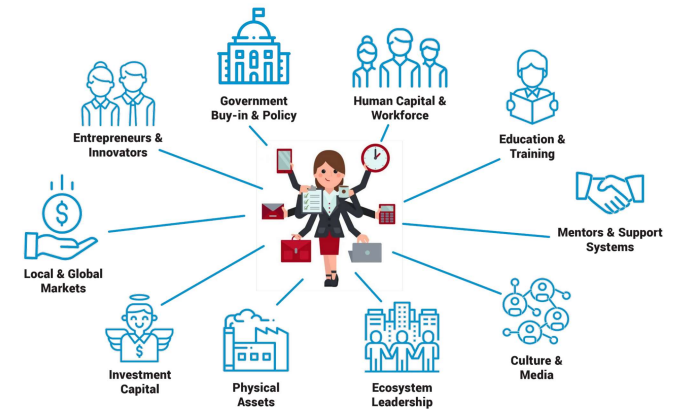 Government
Buy-in & Policy
Human Capital &
Workforce
Entrepreneurs &
Innovators
Education &
Training
Mentors & Support
Systems
Local & Global
Markets
$
Investment
Capital
$
Physical
Assets
Ecosystem
Leadership
Culture &
Media